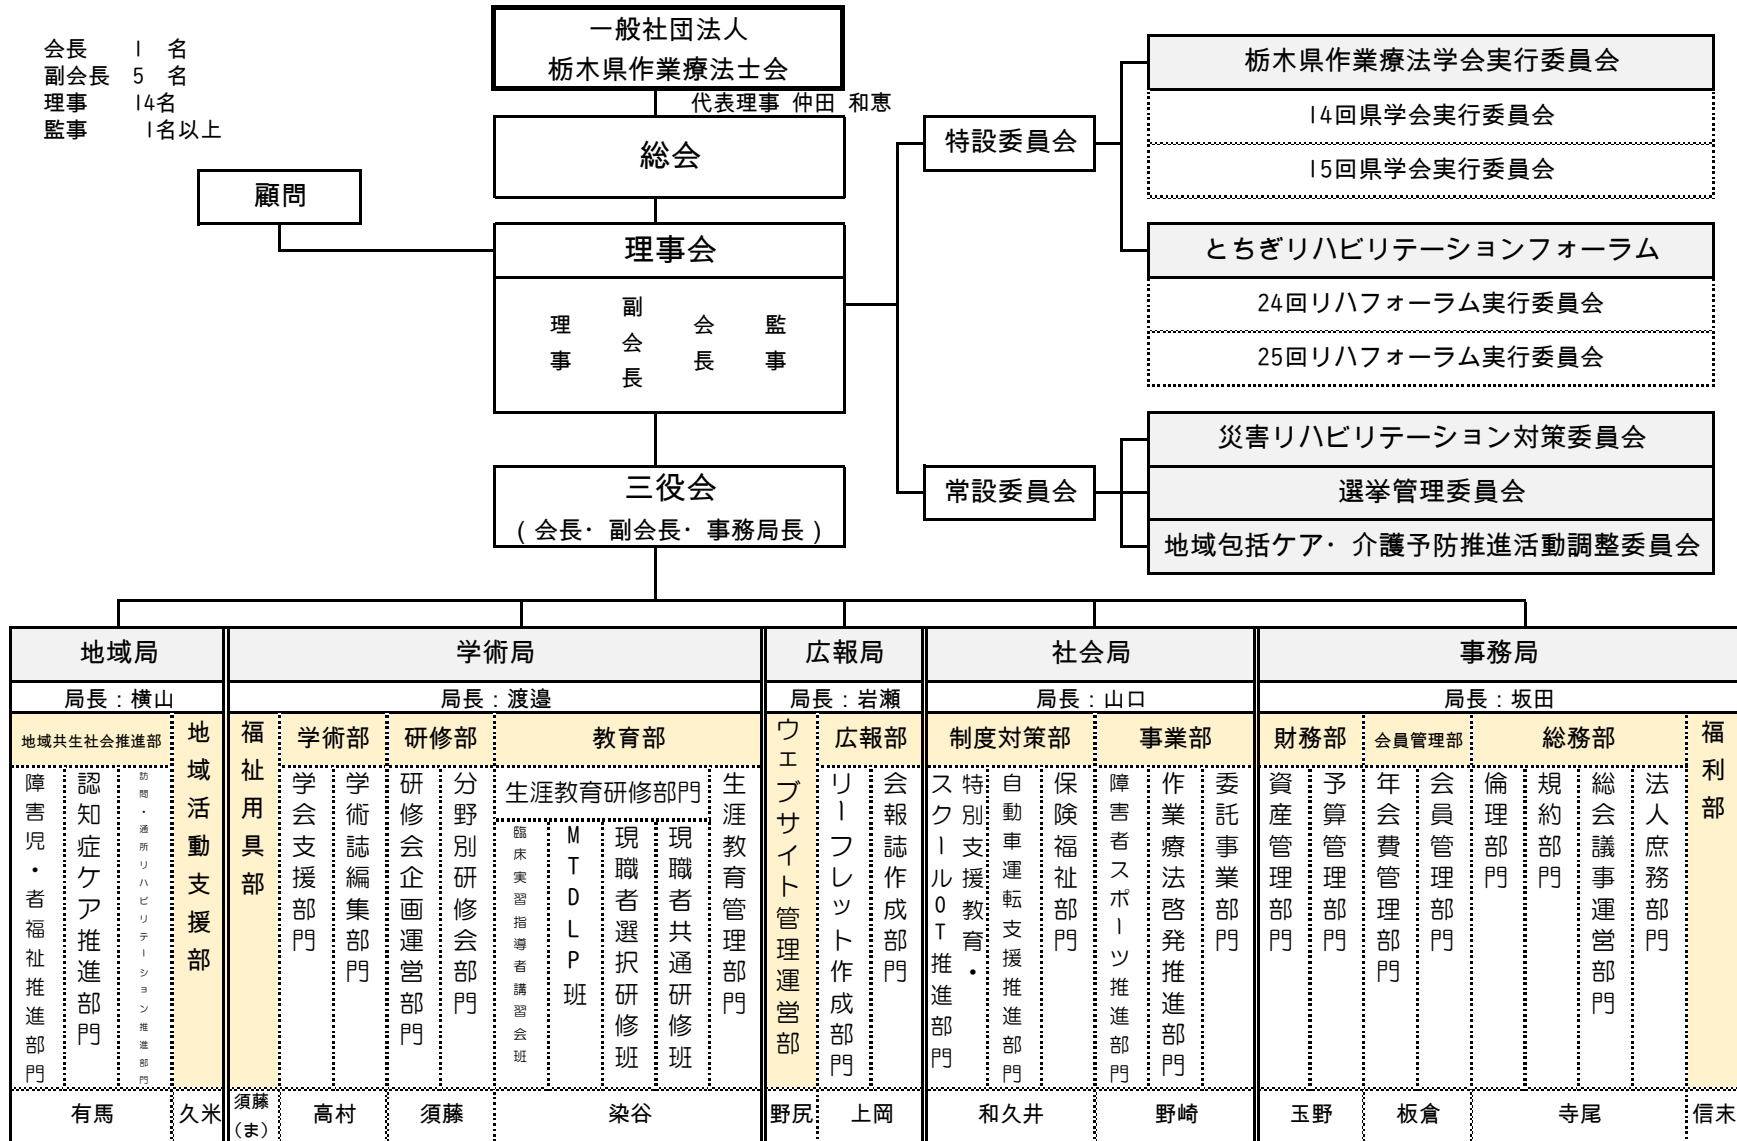 会長 1 名
副会長 5 名
理事 14名
監事 1名以上
一般社団法人
栃木県作業療法士会
代表理事 仲田 和恵
総会
顧問
理事会
理事
副会長
会長
監事
三役会
（会長・副会長・事務局長）
特設委員会
栃木県作業療法学会実行委員会
14回県学会実行委員会
15回県学会実行委員会
とちぎリハビリテーションフォーラム
24回リハフォーラム実行委員会
25回リハフォーラム実行委員会
常設委員会
災害リハビリテーション対策委員会
選挙管理委員会
地域包括ケア・介護予防推進活動調整委員会
地域局
局長：横山
地域共生社会推進部
障害児・者福祉推進部門
認知症ケア推進部門
訪問・通所リハビリテーション推進部門
有馬
地域活動支援部
久米
学術局
局長：渡邉
福祉用具部
須藤
（ま）
学術部
学会支援部門
学術誌編集部門
高村
研修部
研修会企画運営部門
分野別研修会部門
須藤
教育部
生涯教育研修部門
臨床実習指導者講習会班
MTDLP班
現職者選択研修班
現職者共通研修班
生涯教育管理部門
染谷
広報局
局長：岩瀬
ウェブサイト管理運営部
野尻
広報部
リーフレット作成部門
会報誌作成部門
上岡
社会局
局長：山口
制度対策部
特別支援教育・
スクールOT推進部門
自動車運転支援推進部門
保険福祉部門
和久井
事業部
障害者スポーツ推進部門
作業療法啓発推進部門
委託事業部門
野崎
事務局
局長：坂田
財務部
資産管理部門
予算管理部門
玉野
会員管理部
年会費管理部門
会員管理部門
板倉
総務部
倫理部門
規約部門
総会議事運営部門
法人庶務部門
寺尾
福利部
信末